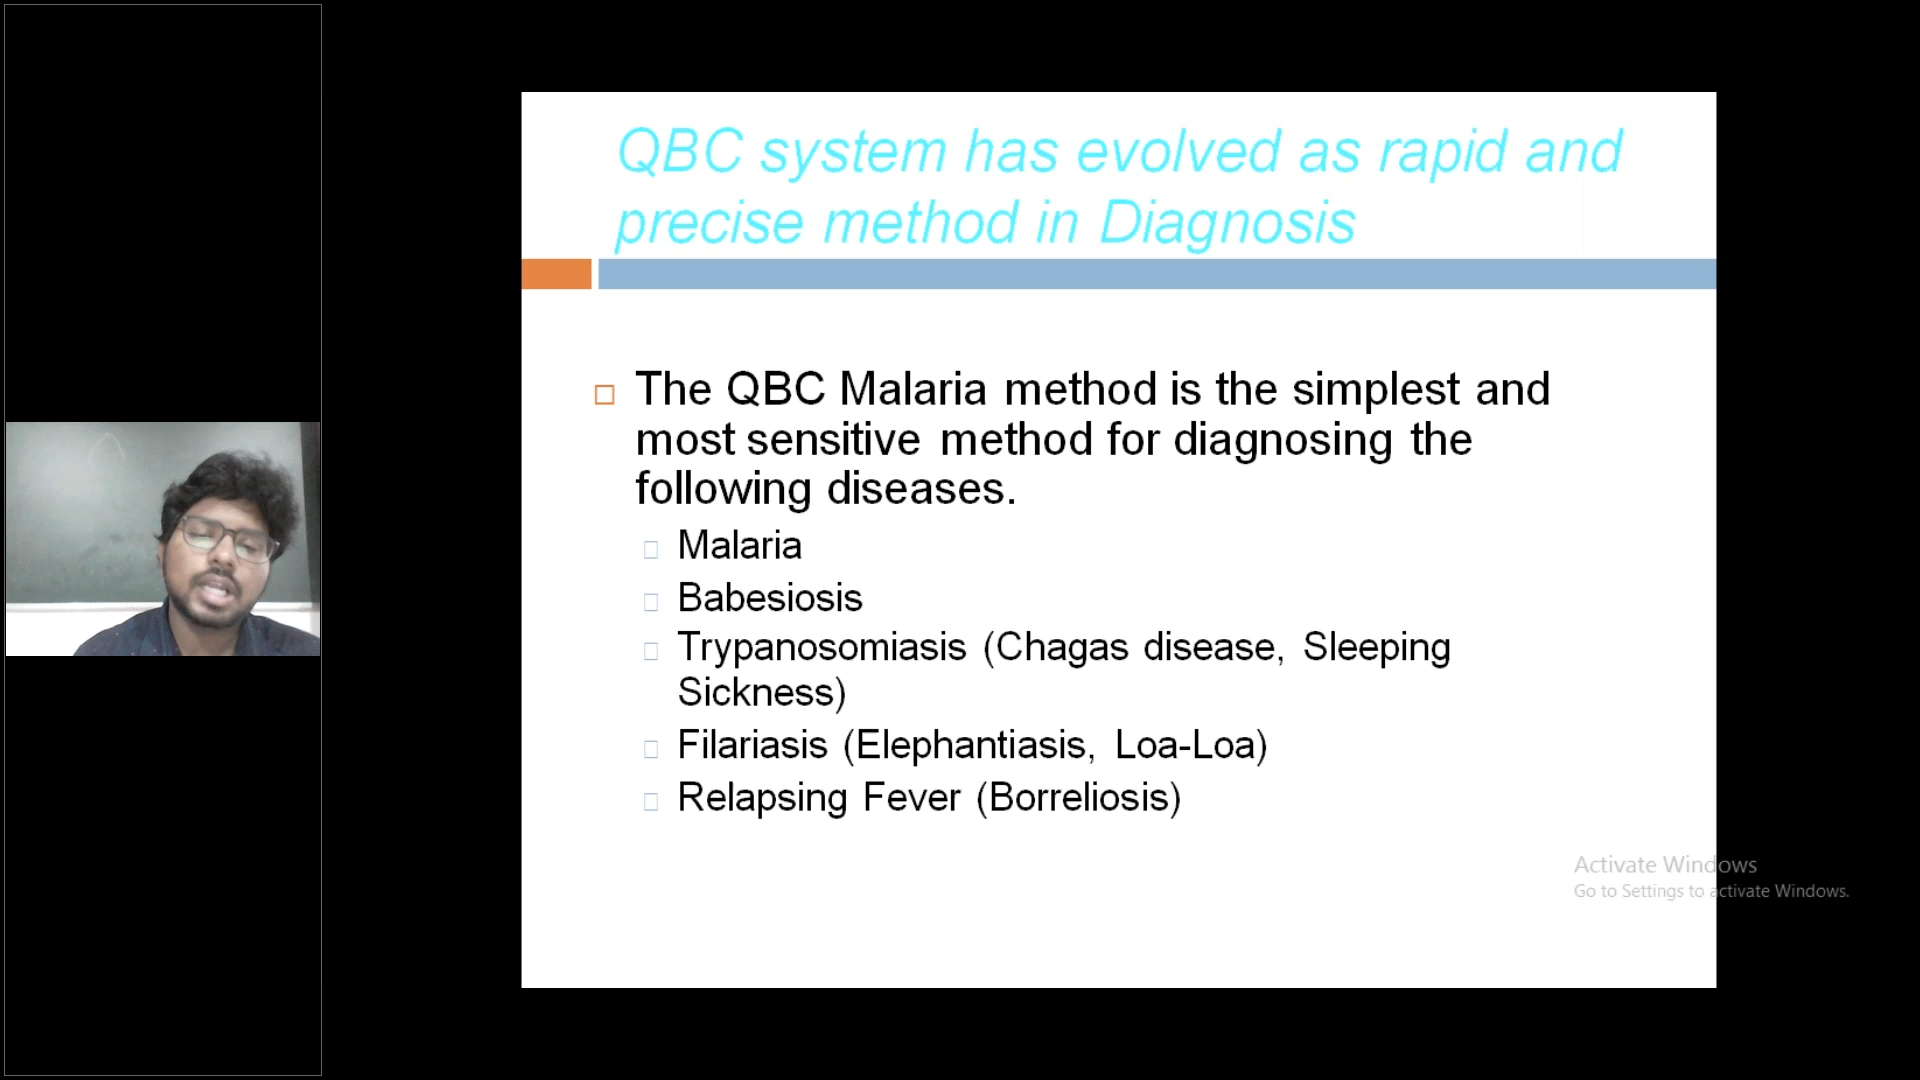 QBC system has evolved as rapid and
precise method in Diagnosis
The QBC Malaria method is the simplest and
most sensitive method for diagnosing the
following diseases.
Malaria
Babesiosis
Trypanosomiasis (Chagas disease, Sleeping
Sickness)
Filariasis (Elephantiasis, Loa-Loa)
Relapsing Fever (Borreliosis)
Activate Windows
Go to Settings to activate Windows.